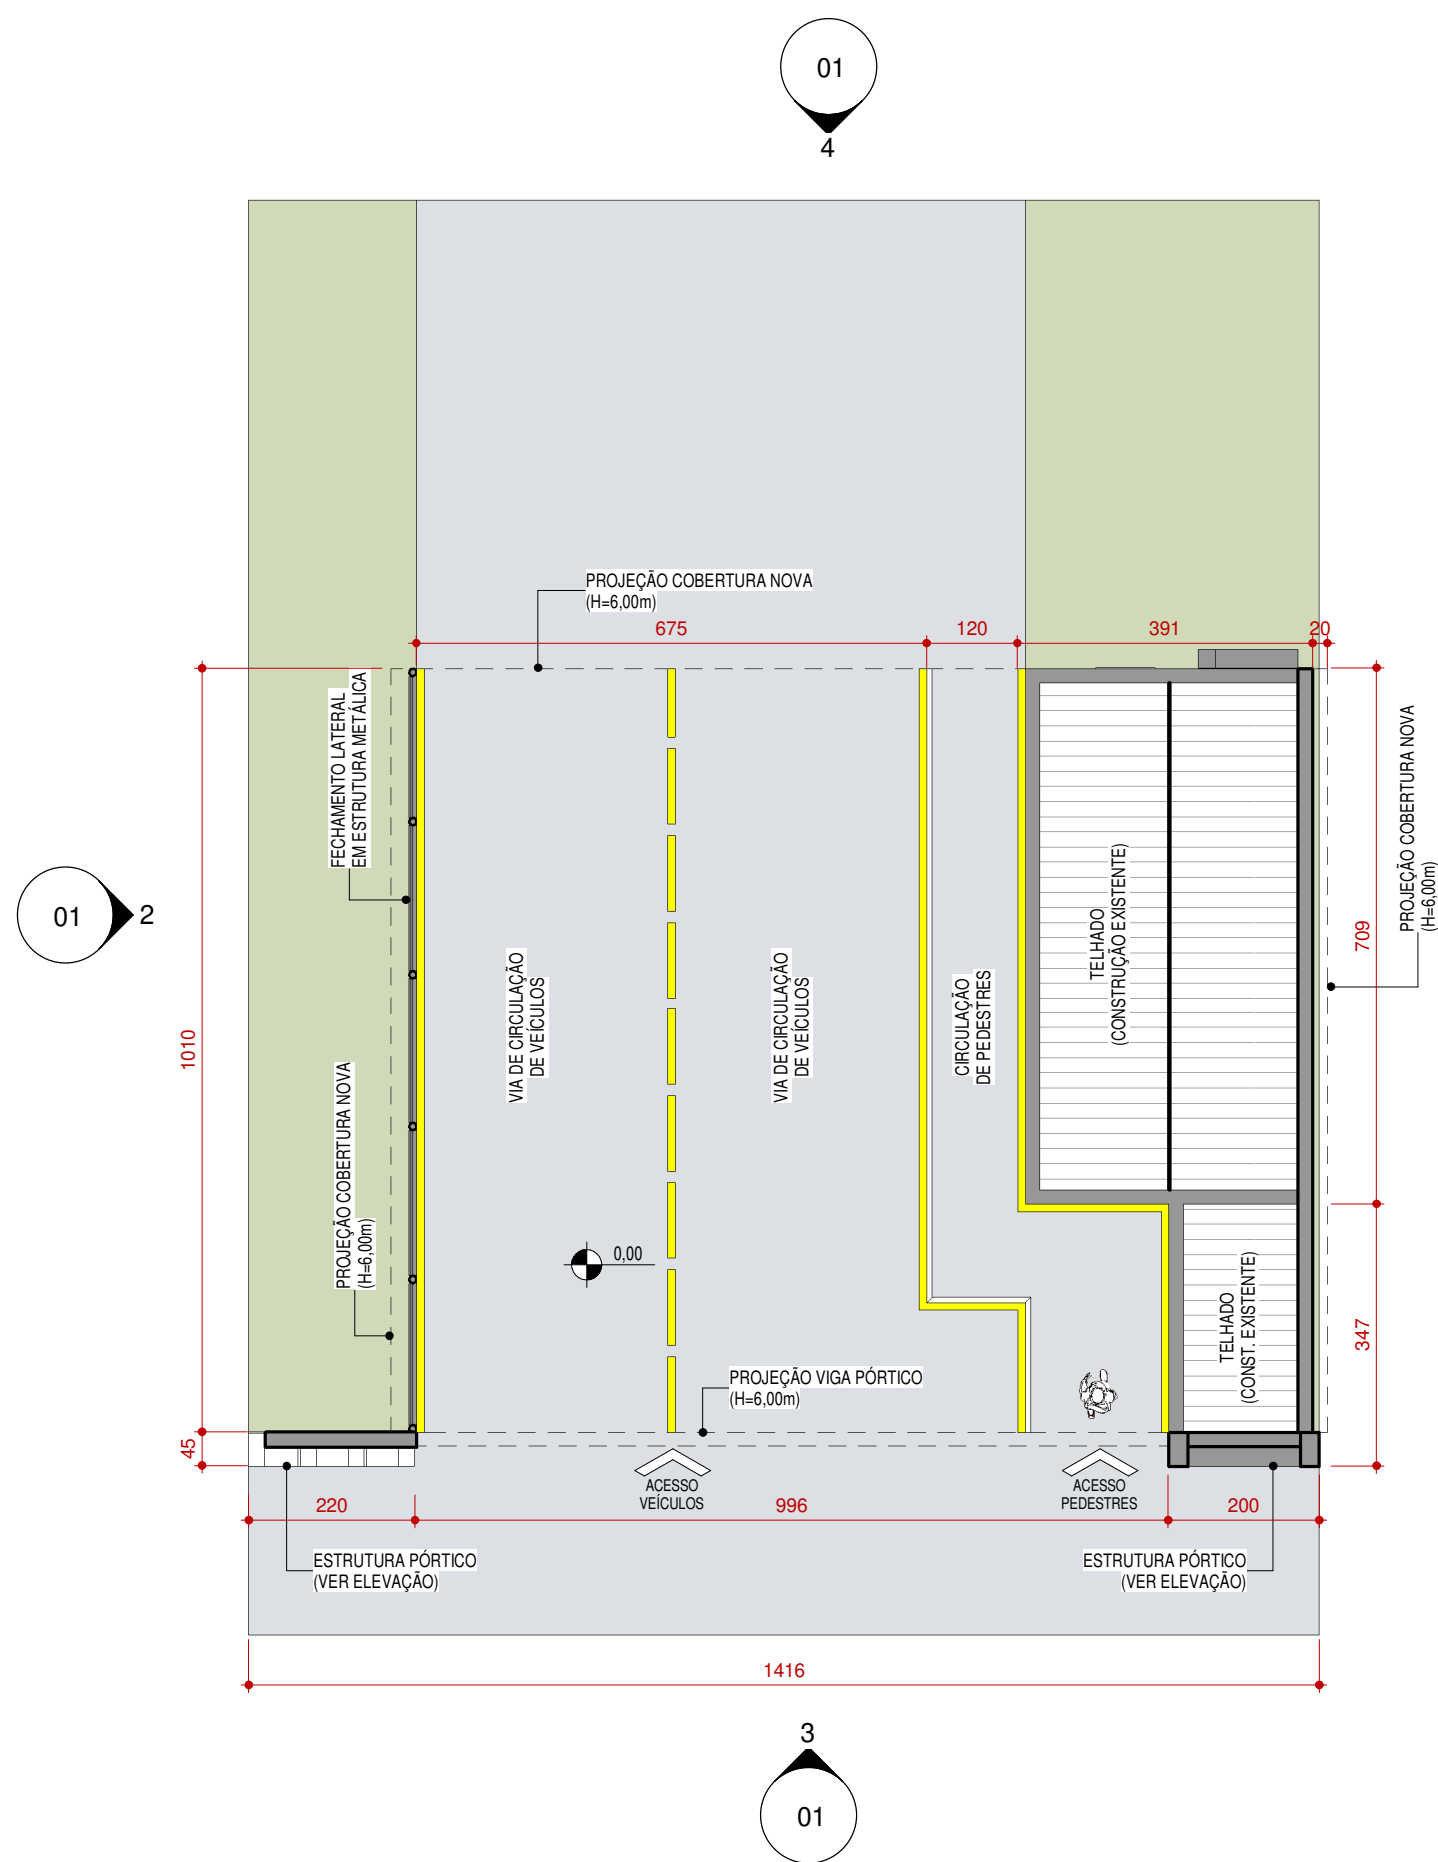 01
4
PROJEÇÃO COBERTURA NOVA
(H=6,00m)
675
120
391
20
FECHAMENTO LATERAL
EM ESTRUTURA METÁLICA
PROJEÇÃO COBERTURA NOVA
(H=6,00m)
TELHADO
(CONSTRUÇÃO EXISTENTE)
709
01
2
VIA DE CIRCULAÇÃO
DE VEÍCULOS
VIA DE CIRCULAÇÃO
DE VEÍCULOS
CIRCULAÇÃO
DE PEDESTRES
1010
PROJEÇÃO COBERTURA NOVA
(H=6,00m)
0,00
TELHADO
(CONST. EXISTENTE)
347
PROJEÇÃO VIGA PÓRTICO
(H=6,00m)
45
ACESSO
VEÍCULOS
ACESSO
PEDESTRES
220
996
200
ESTRUTURA PÓRTICO
(VER ELEVAÇÃO)
ESTRUTURA PÓRTICO
(VER ELEVAÇÃO)
1416
3
01